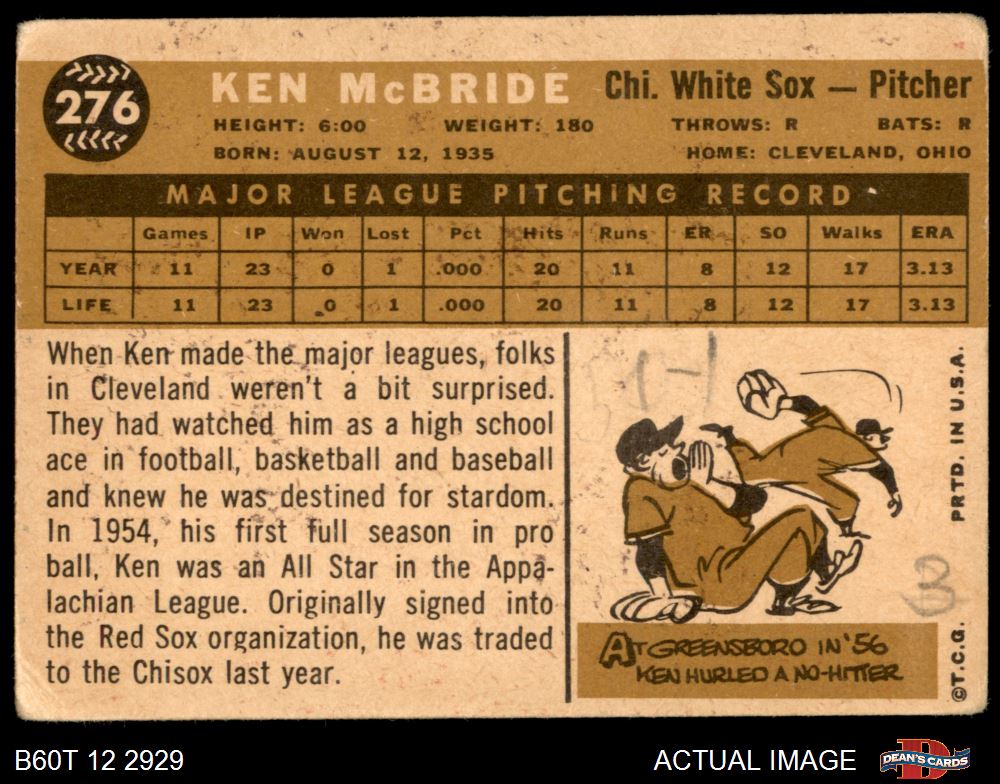 276
KEN McBRIDE Chi. White Sox — Pitcher
HEIGHT: 6:00 WEIGHT: 180 THROWS: R BATS: R
BORN: AUGUST 12, 1935 HOME: CLEVELAND, OHIO
MAJOR LEAGUE PITCHING RECORD
Games IP Won Lost Pct Hits Runs ER SO Walks ERA
YEAR 11 23 0 1 .000 20 11 8 12 17 3.13
LIFE 11 23 0 1 .000 20 11 8 12 17 3.13
When Ken made the major leagues, folks
in Cleveland weren't a bit surprised.
They had watched him as a high school
ace in football, basketball and baseball
and knew he was destined for stardom.
In 1954, his first full season in pro
ball, Ken was an All Star in the Appa-
lachian League. Originally signed into
the Red Sox organization, he was traded
to the Chisox last year.
AT GREENSBORO IN '56
KEN HURLED A NO-HITTER
©T.C.G. PRTD. IN U.S.A.
B60T 12 2929 ACTUAL IMAGE DEAN'S CARDS